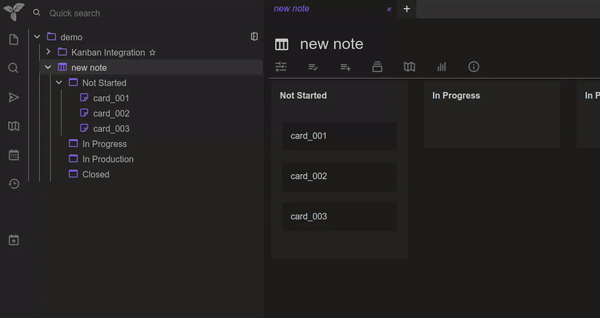 Quick search
demo
Kanban Integration
new note
Not Started
card_001
card_002
card_003
In Progress
In Production
Closed
new note
new note
Not Started
card_001
card_002
card_003
In Progress
In P